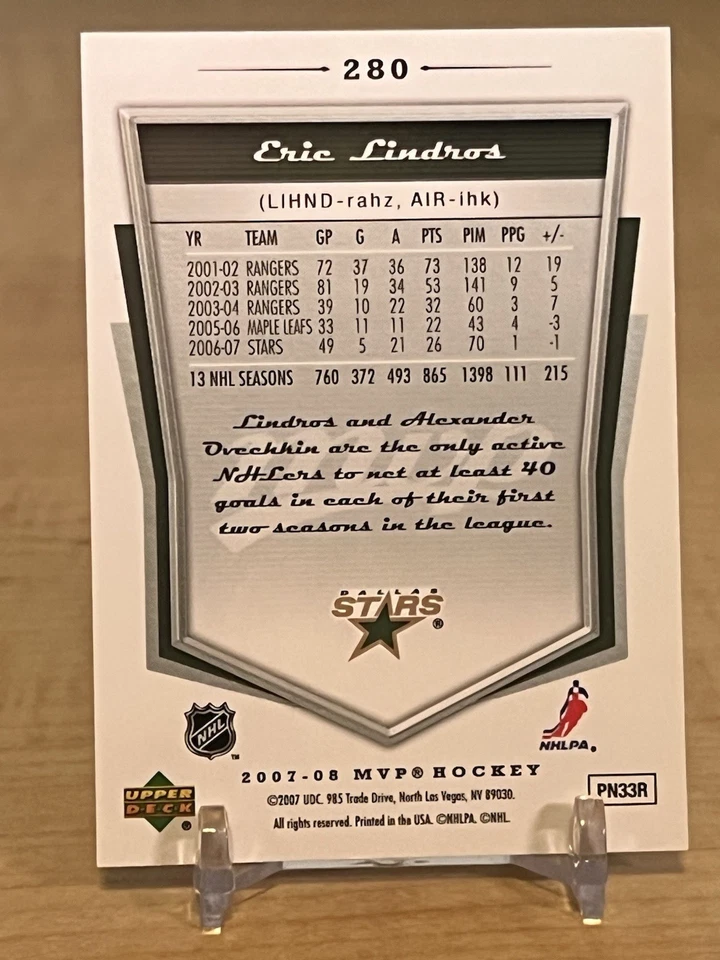 280
Eric Lindros
(LIHND-rahz, AIR-ihk)
YR TEAM GP G A PTS PIM PPG +/-
2001-02 RANGERS 72 37 36 73 138 12 19
2002-03 RANGERS 81 19 34 53 141 9 5
2003-04 RANGERS 39 10 22 32 60 3 7
2005-06 MAPLE LEAFS 33 11 11 22 43 4 -3
2006-07 STARS 49 5 21 26 70 1 -1
13 NHL SEASONS 760 372 493 865 1398 111 215
Lindros and Alexander
Ovechkin are the only active
NHLers to net at least 40
goals in each of their first
two seasons in the league.
DALLAS
STARS®
NHL™
NHLPA®
2007-08 MVP® HOCKEY
UPPER
DECK®
©2007 UDC. 985 Trade Drive, North Las Vegas, NV 89030.
All rights reserved. Printed in the USA. ©NHLPA. ©NHL.
PN33R